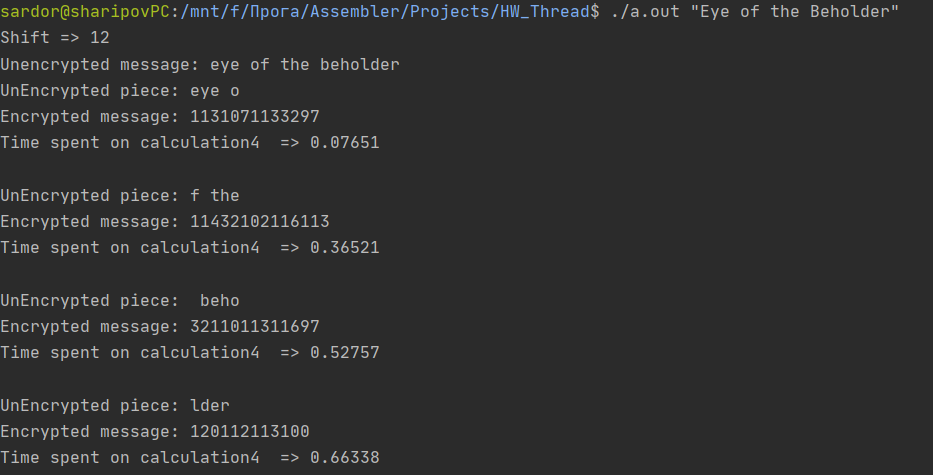 sardor@sharipovPC:/mnt/f/Прога/Assembler/Projects/HW_Thread$ ./a.out "Eye of the Beholder"
Shift => 12
Unencrypted message: eye of the beholder
UnEncrypted piece: eye o
Encrypted message: 1131071133297
Time spent on calculation4  => 0.07651
UnEncrypted piece: f the
Encrypted message: 11432102116113
Time spent on calculation4  => 0.36521
UnEncrypted piece:  beho
Encrypted message: 3211011311697
Time spent on calculation4  => 0.52757
UnEncrypted piece: lder
Encrypted message: 120112113100
Time spent on calculation4  => 0.66338